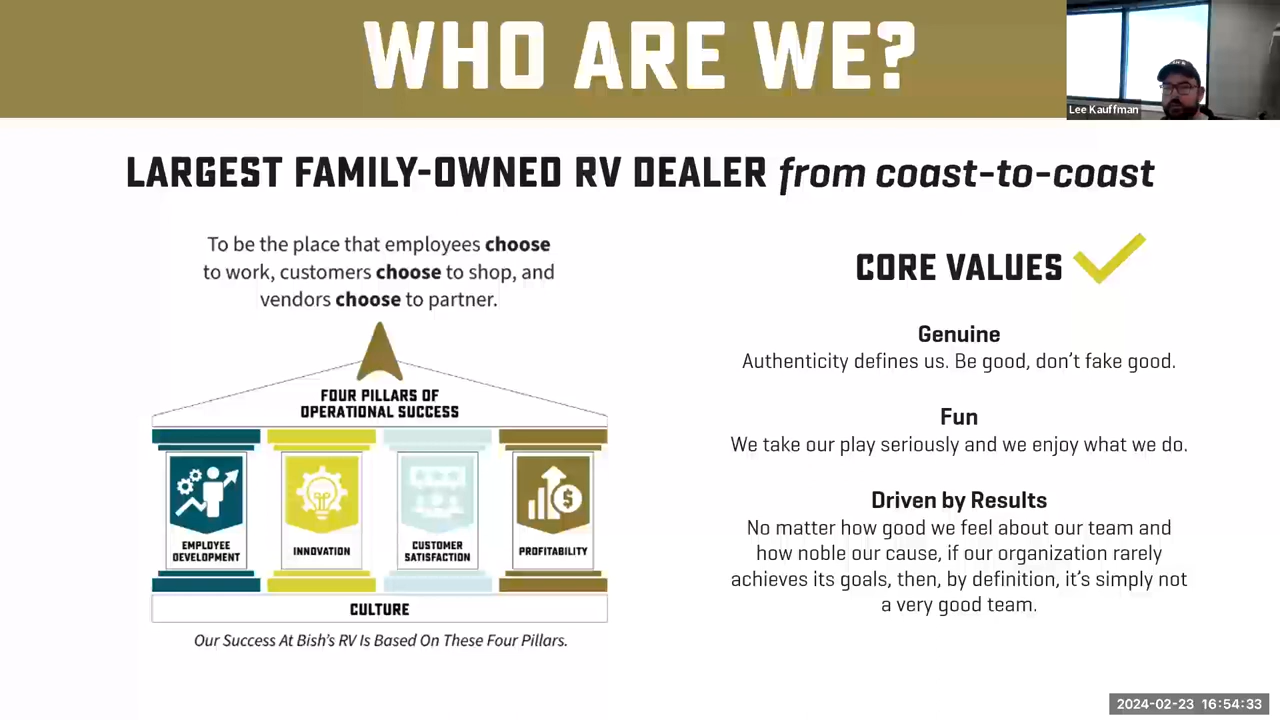 WHO ARE WE?
Lee Kauffman
LARGEST FAMILY-OWNED RV DEALER from coast-to-coast
To be the place that employees choose
to work, customers choose to shop, and
vendors choose to partner.
FOUR PILLARS OF
OPERATIONAL SUCCESS
EMPLOYEE
DEVELOPMENT
INNOVATION
CUSTOMER
SATISFACTION
PROFITABILITY
CULTURE
Our Success At Bish's RV Is Based On These Four Pillars.
CORE VALUES
Genuine
Authenticity defines us. Be good, don't fake good.
Fun
We take our play seriously and we enjoy what we do.
Driven by Results
No matter how good we feel about our team and
how noble our cause, if our organization rarely
achieves its goals, then, by definition, it's simply not
a very good team.
2024-02-23 16:54:33